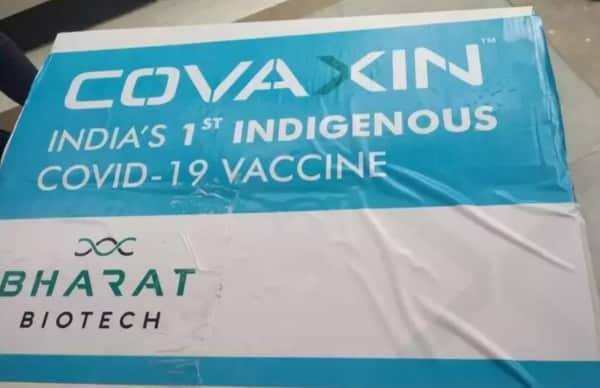 COVAXIN™
INDIA'S 1ST INDIGENOUS
COVID-19 VACCINE
BHARAT
BIOTECH